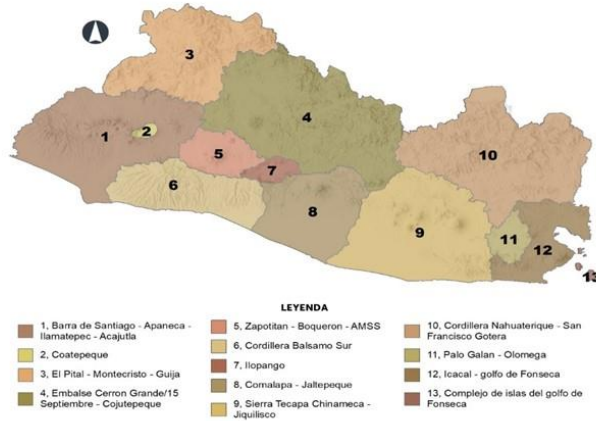 3
4
2
1
5
10
7
6
8
9
11
12
13
LEYENDA
1, Barra de Santiago - Apaneca -
Ilamatepec - Acajutla
2, Coatepeque
3, El Pital - Montecristo - Guija
4, Embalse Cerron Grande/15
Septiembre - Cojutepeque
5, Zapotitan - Boqueron - AMSS
6, Cordillera Balsamo Sur
7, Ilopango
8, Comalapa - Jaltepeque
9, Sierra Tecapa Chinameca -
Jiquilisco
10, Cordillera Nahuaterique - San
Francisco Gotera
11, Palo Galan - Olomega
12, Icacal - golfo de Fonseca
13, Complejo de islas del golfo de
Fonseca